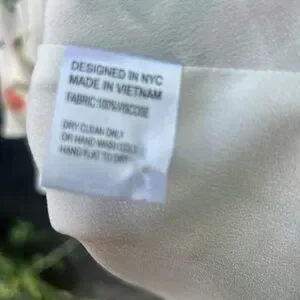 DESIGNED IN NYC
MADE IN VIETNAM
FABRIC: 100% VISCOSE
DRY CLEAN ONLY
OR HAND WASH COLD
HANG FLAT TO DRY